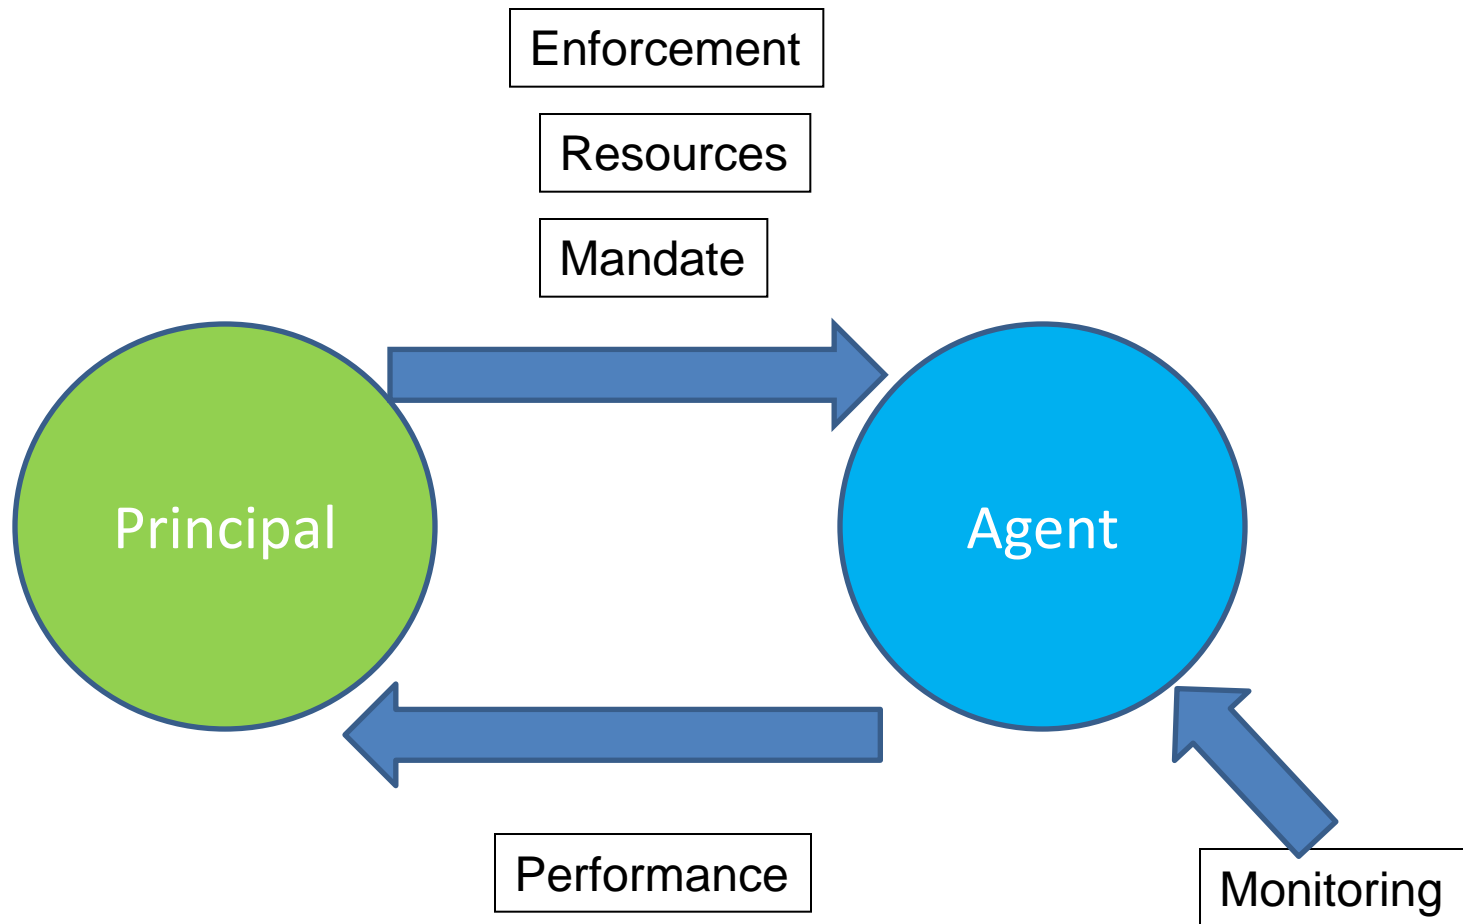 Enforcement
Resources
Mandate
Principal
Agent
Performance
Monitoring